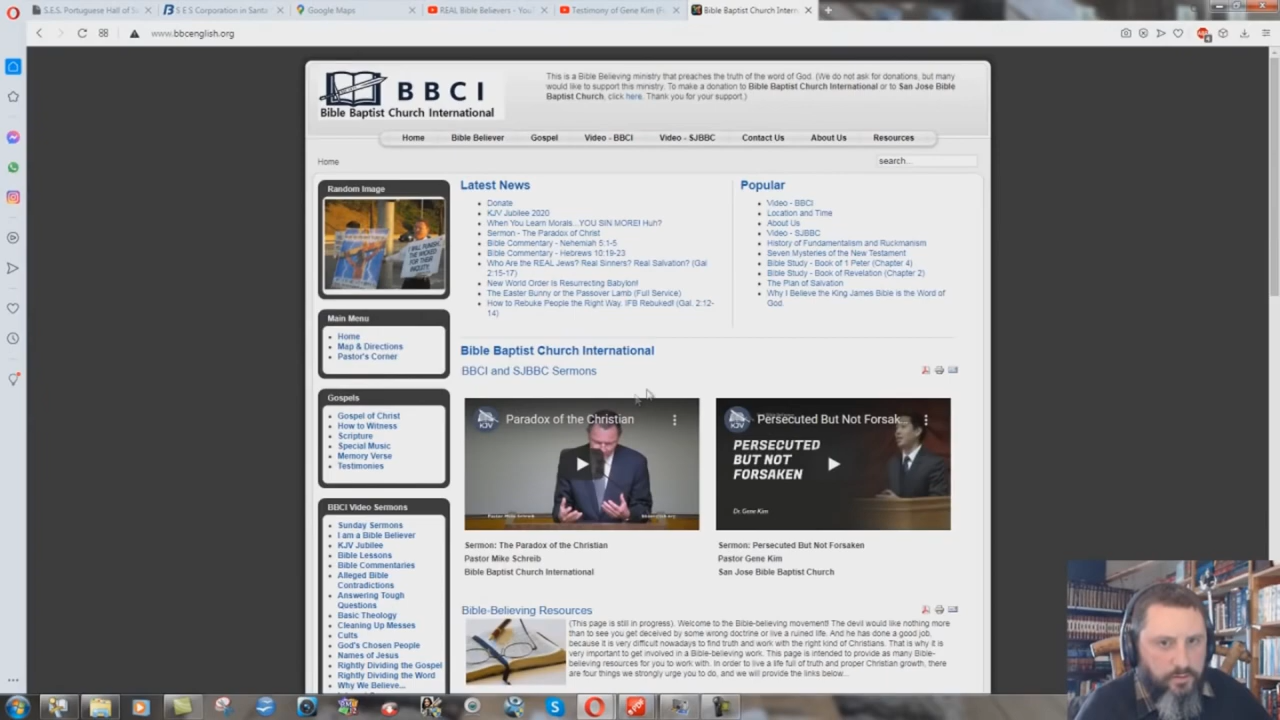 S.E.S. Portuguese Hall of S
S E S Corporation in Santa
Google Maps
REAL Bible Believers - You
Testimony of Gene Kim (F
Bible Baptist Church Intern
www.bbcenglish.org
BBCI
Bible Baptist Church International
This is a Bible Believing ministry that preaches the truth of the word of God. (We do not ask for donations, but many
would like to support this ministry. To make a donation to Bible Baptist Church International or to San Jose Bible
Baptist Church, click here. Thank you for your support.)
Home Bible Believer Gospel Video - BBCI Video - SJBBC Contact Us About Us Resources
Home
search...
Random Image
I WILL PUNISH
THE WICKED
FOR THEIR
INIQUITY
Main Menu
Home
Map & Directions
Pastor's Corner
Gospels
Gospel of Christ
How to Witness
Scripture
Special Music
Memory Verse
Testimonies
BBCI Video Sermons
Sunday Sermons
I am a Bible Believer
KJV Jubilee
Bible Lessons
Bible Commentaries
Alleged Bible
Contradictions
Answering Tough
Questions
Basic Theology
Cleaning Up Messes
Cults
God's Chosen People
Names of Jesus
Rightly Dividing the Gospel
Rightly Dividing the Word
Why We Believe...
Latest News
Donate
KJV Jubilee 2020
When You Learn Morals...YOU SIN MORE! Huh?
Sermon - The Paradox of Christ
Bible Commentary - Nehemiah 5:1-5
Bible Commentary - Hebrews 10:19-23
Who Are the REAL Jews? Real Sinners? Real Salvation? (Gal.
2:15-17)
New World Order Is Resurrecting Babylon!
The Easter Bunny or the Passover Lamb (Full Service)
How to Rebuke People the Right Way. IFB Rebuked! (Gal. 2:12-
14)
Popular
Video - BBCI
Location and Time
About Us
Video - SJBBC
History of Fundamentalism and Ruckmanism
Seven Mysteries of the New Testament
Bible Study - Book of 1 Peter (Chapter 4)
Bible Study - Book of Revelation (Chapter 2)
The Plan of Salvation
Why I Believe the King James Bible is the Word of
God.
Bible Baptist Church International
BBCI and SJBBC Sermons
KJV
Paradox of the Christian
Pastor Mike Schreib
KJV
Persecuted But Not Forsak...
PERSECUTED
BUT NOT
FORSAKEN
Dr. Gene Kim
Sermon: The Paradox of the Christian
Pastor Mike Schreib
Bible Baptist Church International
Sermon: Persecuted But Not Forsaken
Pastor Gene Kim
San Jose Bible Baptist Church
Bible-Believing Resources
(This page is still in progress). Welcome to the Bible-believing movement! The devil would like nothing more
than to see you get deceived by some wrong doctrine or live a ruined life. And he has done a good job,
because it is very difficult nowadays to find truth and work with the right kind of Christians. That is why it is
very important to get involved in a Bible-believing work. This page is intended to provide as many Bible-
believing resources for you to work with. In order to live a life full of truth and proper Christian growth, there
are four things we strongly urge you to do, and we will provide the links below...